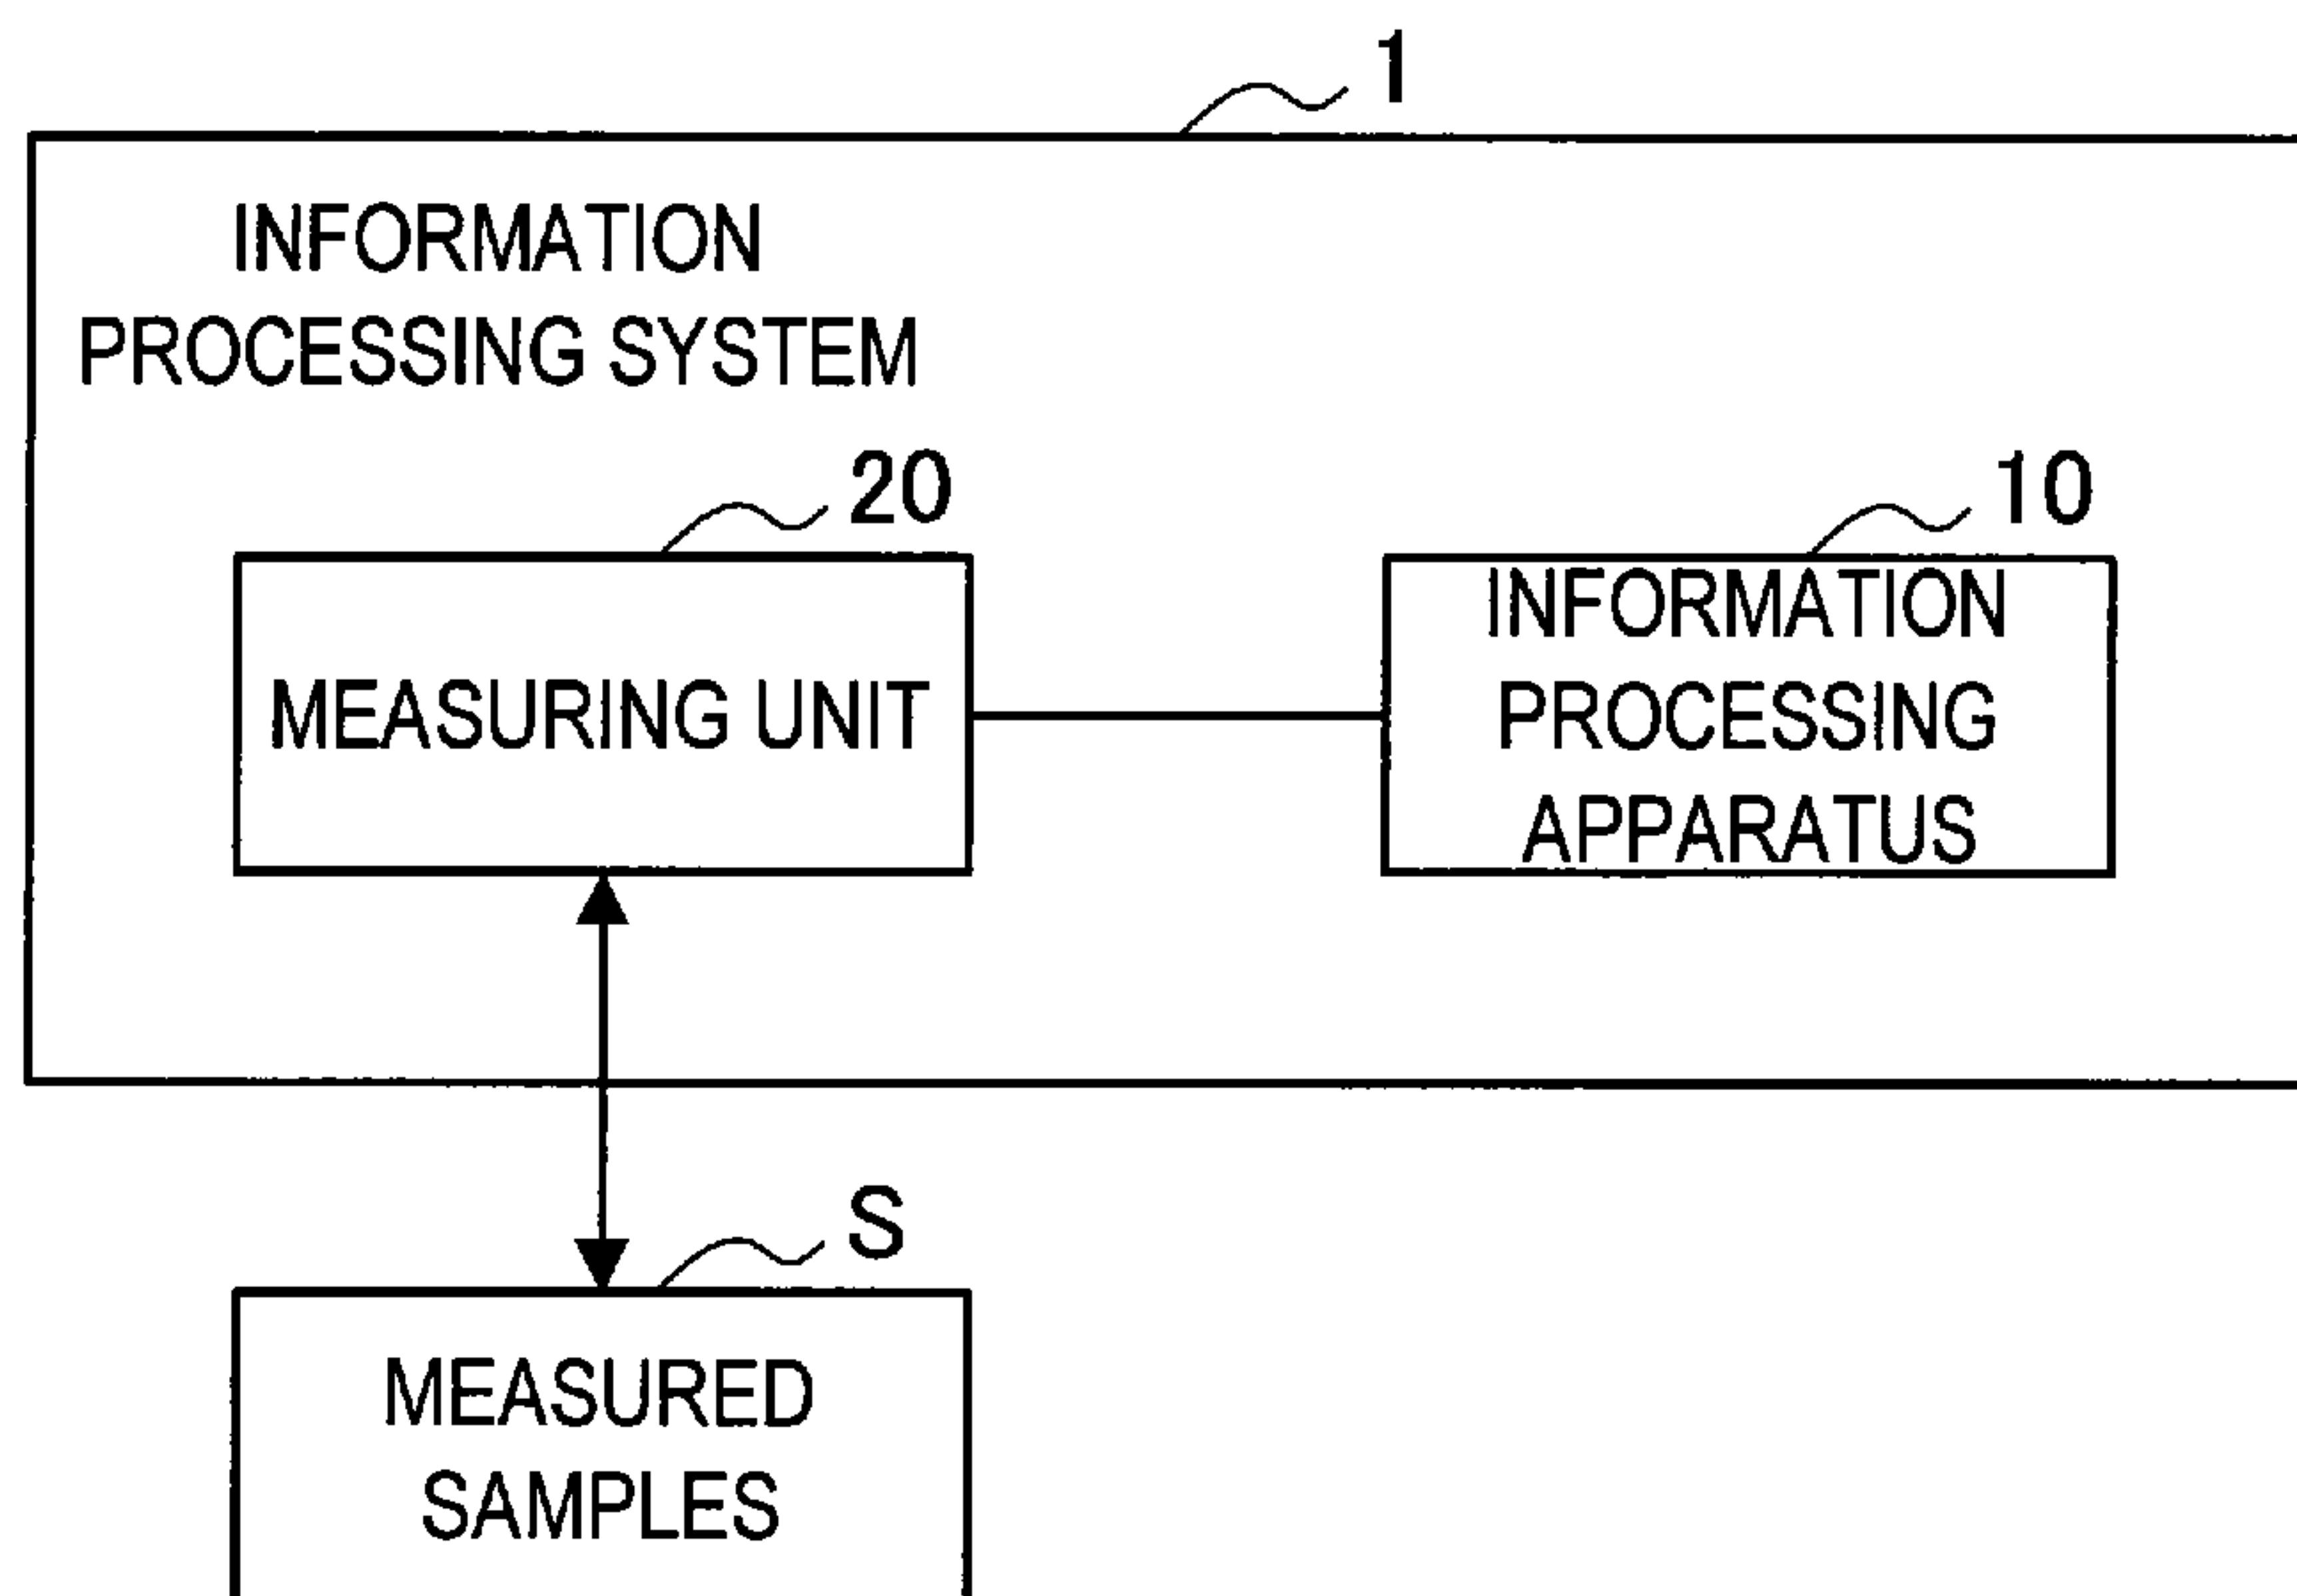 1
INFORMATION
PROCESSING SYSTEM
20
10
MEASURING UNIT
INFORMATION
PROCESSING
APPARATUS
S
MEASURED
SAMPLES